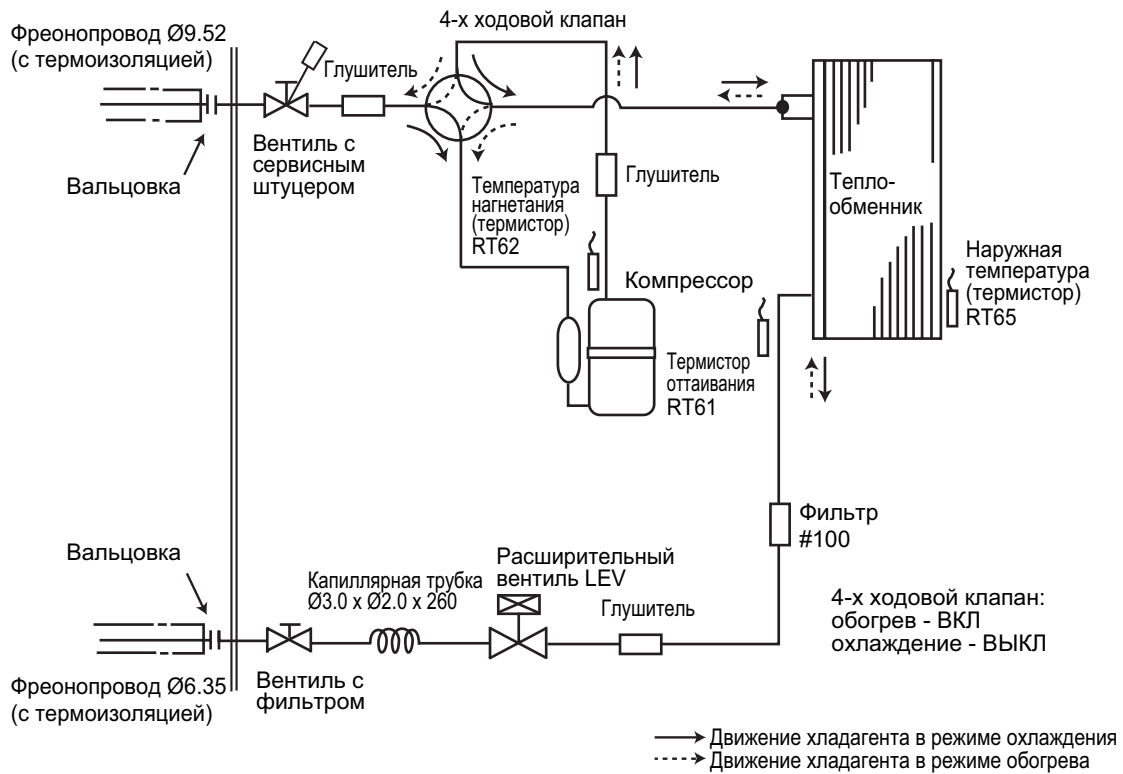 4-х ходовой клапан
Фреонопровод Ø9.52
(с термоизоляцией)
Глушитель
Вентиль с
сервисным
штуцером
Вальцовка
Температура
нагнетания
(термистор)
RT62
Глушитель
Тепло-
обменник
Компрессор
Наружная
температура
(термистор)
RT65
Термистор
оттаивания
RT61
Фильтр
#100
Вальцовка
Капиллярная трубка
Ø3.0 x Ø2.0 x 260
Расширительный
вентиль LEV
Глушитель
4-х ходовой клапан:
обогрев - ВКЛ
охлаждение - ВЫКЛ
Фреонопровод Ø6.35
(с термоизоляцией)
Вентиль с
фильтром
Движение хладагента в режиме охлаждения
Движение хладагента в режиме обогрева